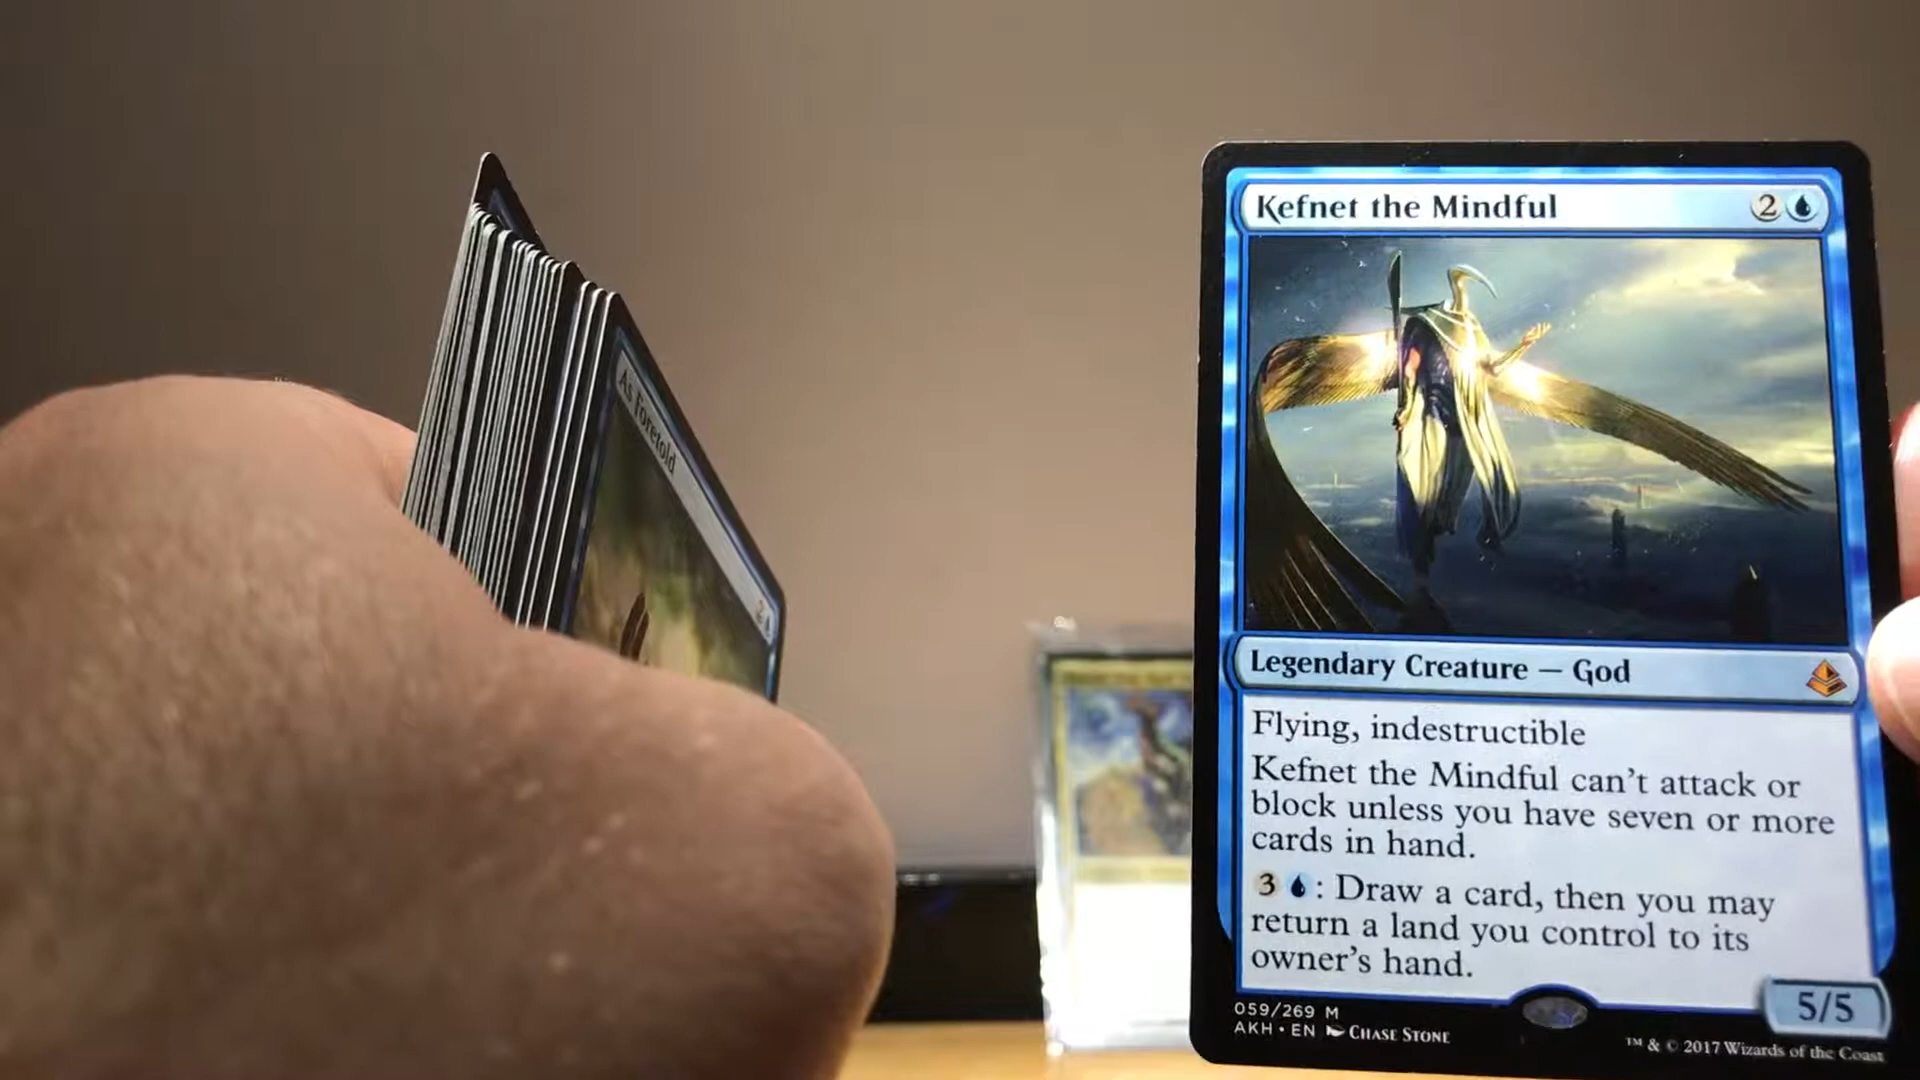 As Foretold
2
Kefnet the Mindful
2
Legendary Creature — God
Flying, indestructible
Kefnet the Mindful can't attack or
block unless you have seven or more
cards in hand.
3 : Draw a card, then you may
return a land you control to its
owner's hand.
5/5
059/269 M
AKH • EN Chase Stone
™ & © 2017 Wizards of the Coast